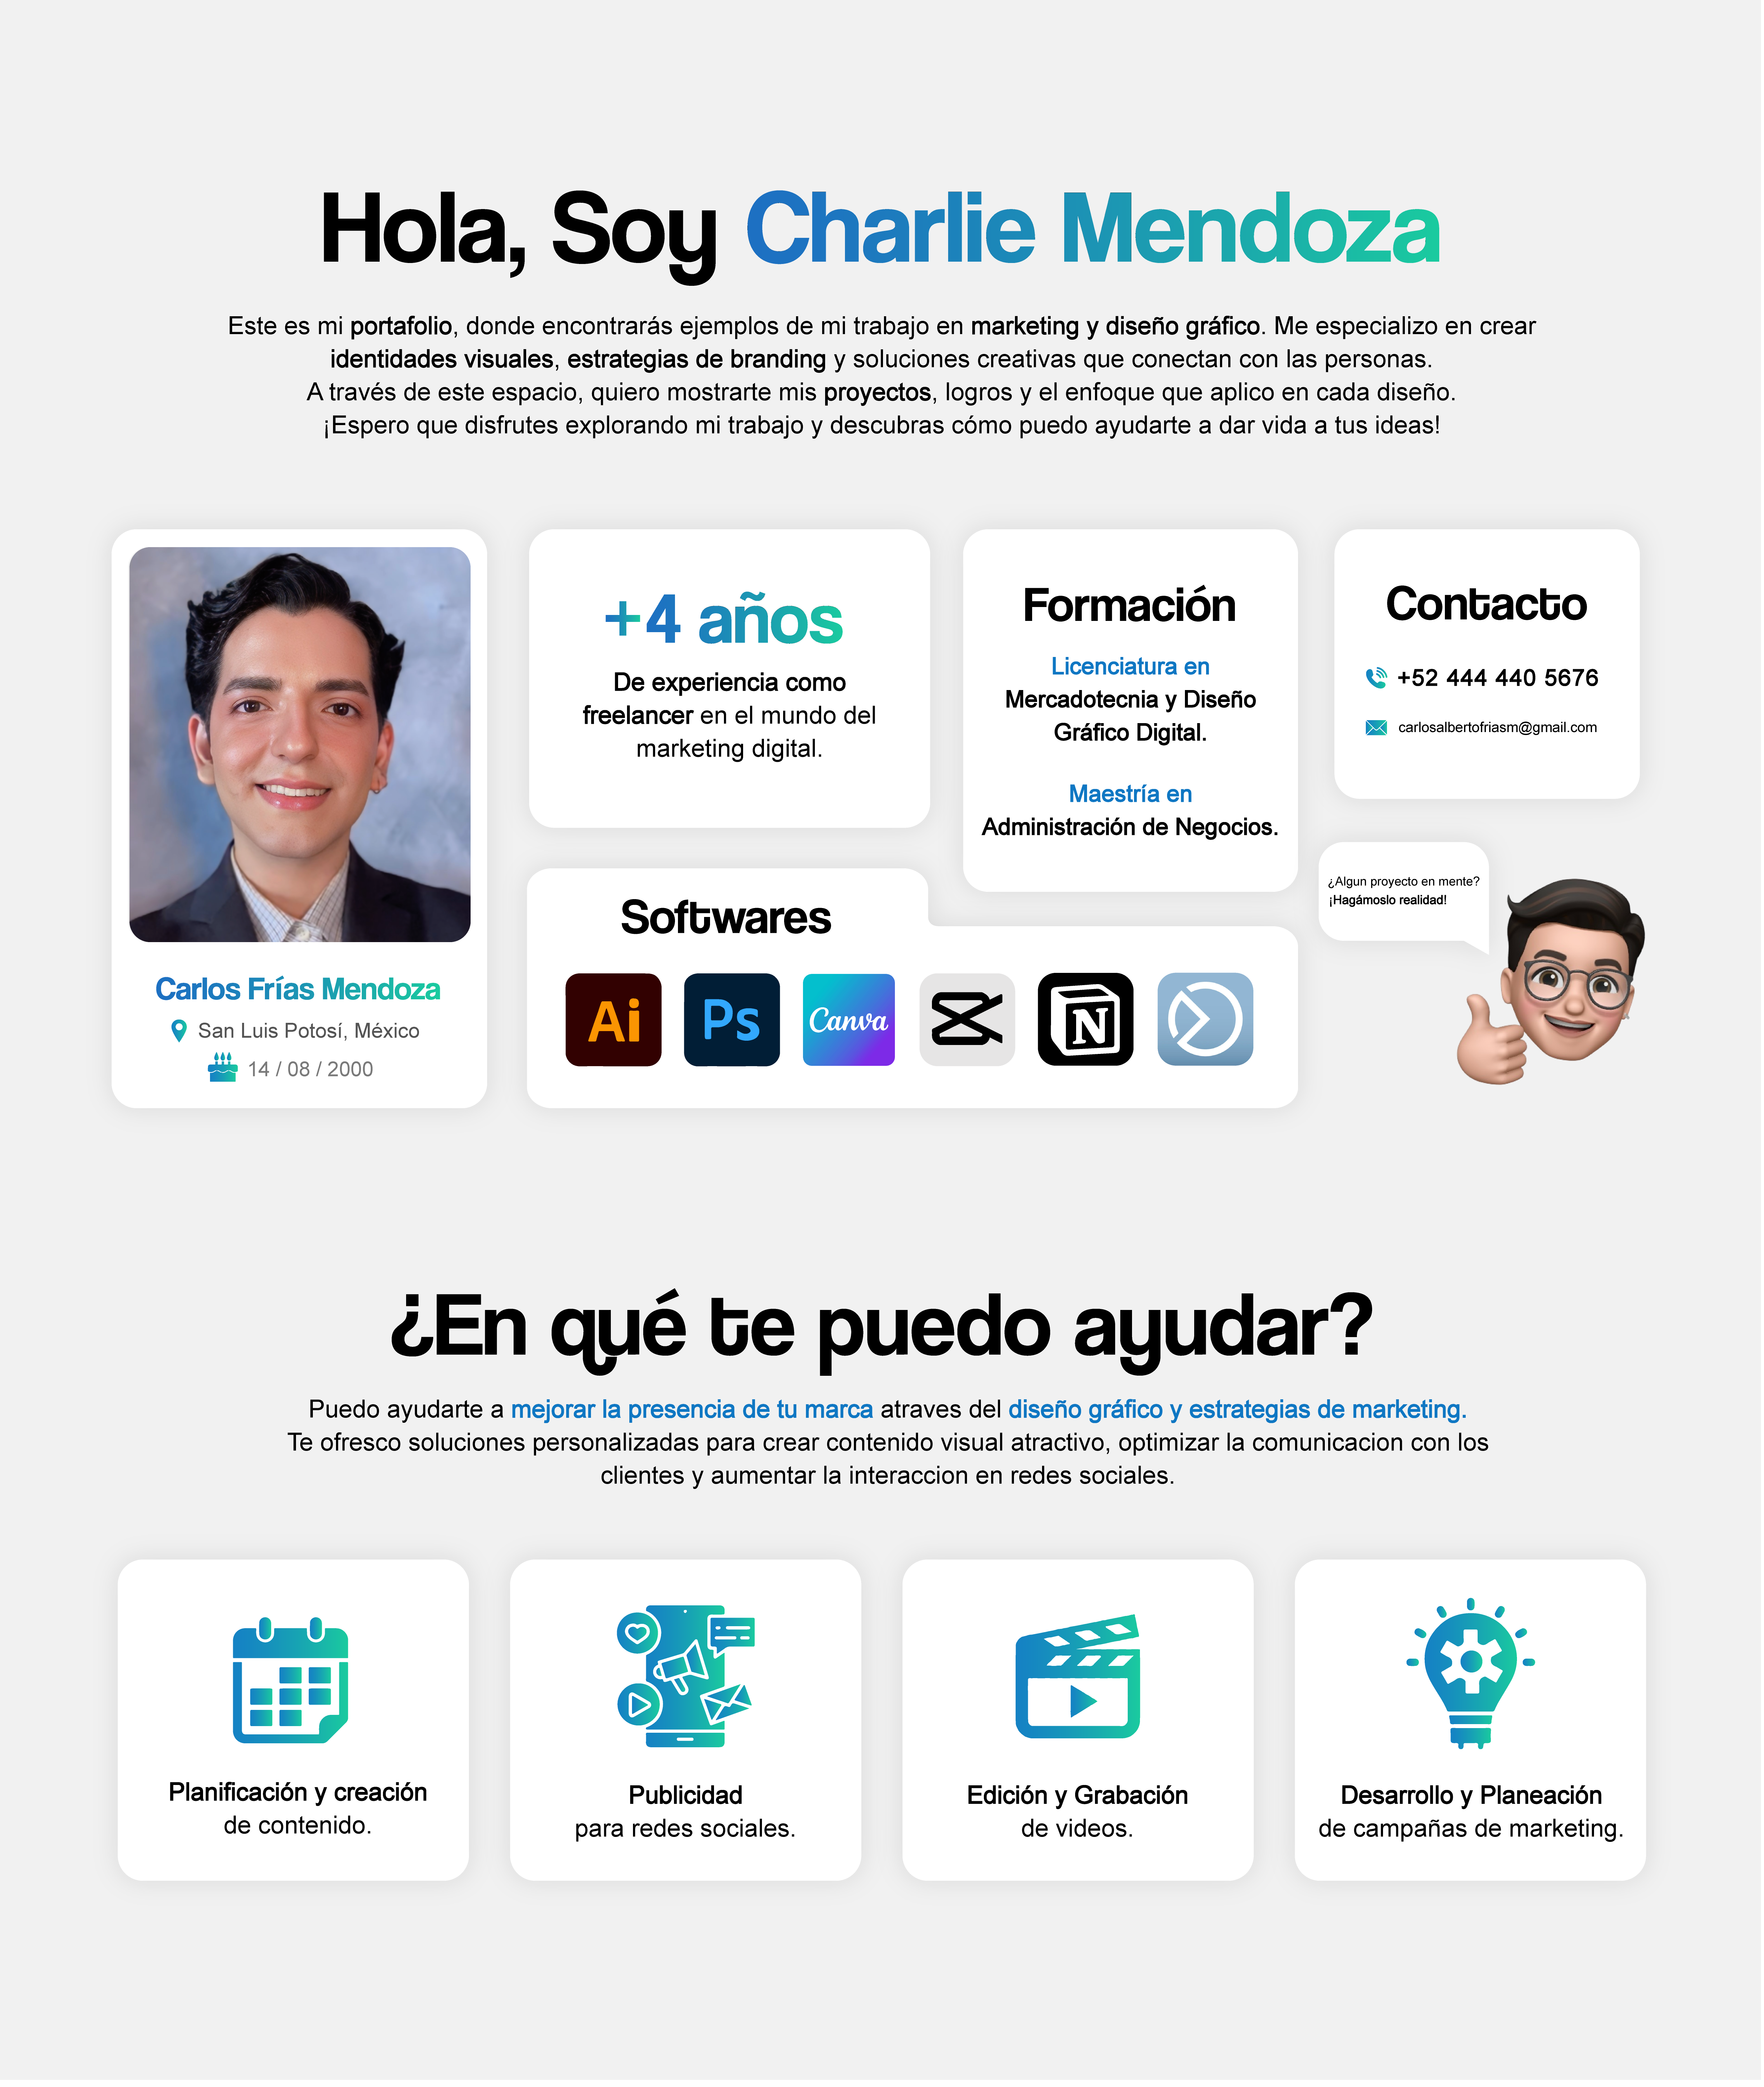 Hola, Soy Charlie Mendoza
Este es mi portafolio, donde encontrarás ejemplos de mi trabajo en marketing y diseño gráfico. Me especializo en crear
identidades visuales, estrategias de branding y soluciones creativas que conectan con las personas.
A través de este espacio, quiero mostrarte mis proyectos, logros y el enfoque que aplico en cada diseño.
¡Espero que disfrutes explorando mi trabajo y descubras cómo puedo ayudarte a dar vida a tus ideas!
Carlos Frías Mendoza
San Luis Potosí, México
14 / 08 / 2000
+4 años
De experiencia como
freelancer en el mundo del
marketing digital.
Formación
Licenciatura en
Mercadotecnia y Diseño
Gráfico Digital.
Maestría en
Administración de Negocios.
Contacto
+52 444 440 5676
carlosalbertofriasm@gmail.com
¿Algun proyecto en mente?
¡Hagámoslo realidad!
Softwares
Ai
Ps
Canva
N
¿En qué te puedo ayudar?
Puedo ayudarte a mejorar la presencia de tu marca atraves del diseño gráfico y estrategias de marketing.
Te ofresco soluciones personalizadas para crear contenido visual atractivo, optimizar la comunicacion con los
clientes y aumentar la interaccion en redes sociales.
Planificación y creación
de contenido.
Publicidad
para redes sociales.
Edición y Grabación
de videos.
Desarrollo y Planeación
de campañas de marketing.